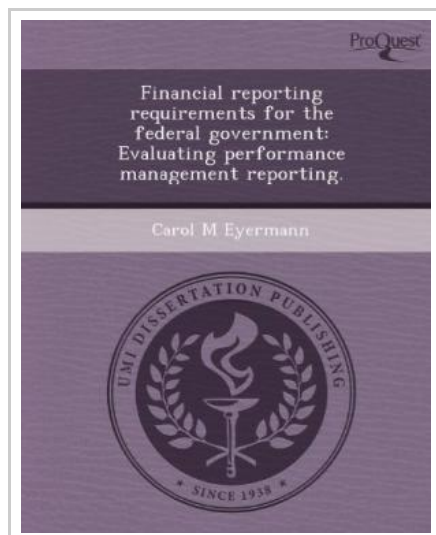 ProQuest
Financial reporting
requirements for the
federal government:
Evaluating performance
management reporting.
Carol M Eyermann
UMI DISSERTATION PUBLISHING
* SINCE 1938 *